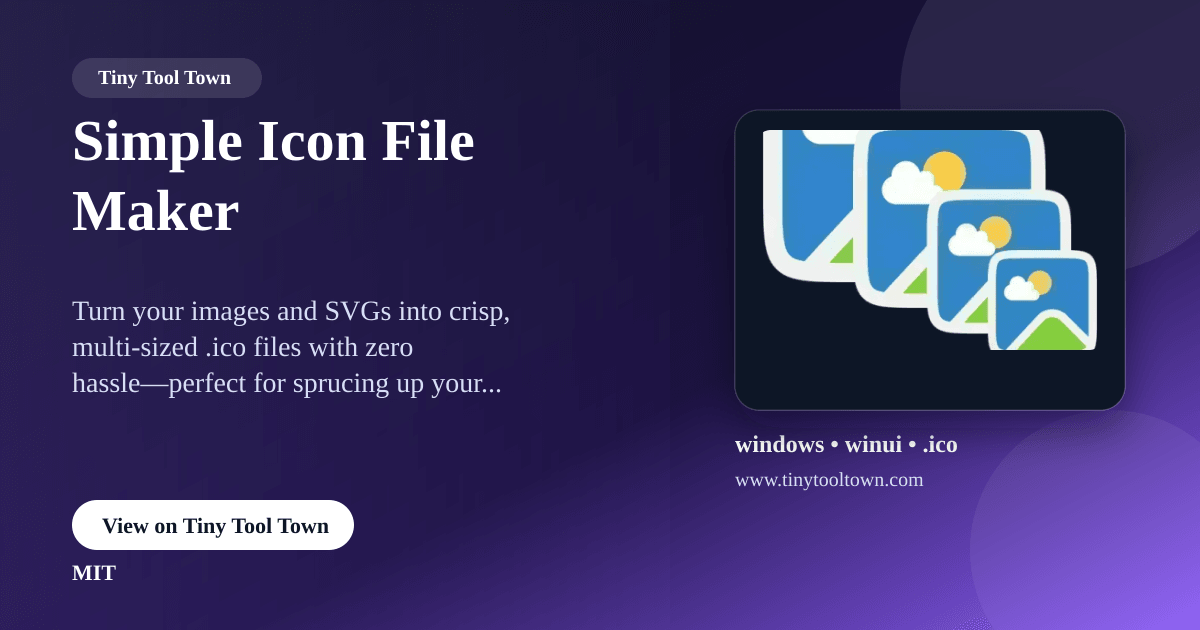 Tiny Tool Town
Simple Icon File
Maker
Turn your images and SVGs into crisp,
multi-sized .ico files with zero
hassle—perfect for sprucing up your...
View on Tiny Tool Town
MIT
windows • winui • .ico
www.tinytooltown.com